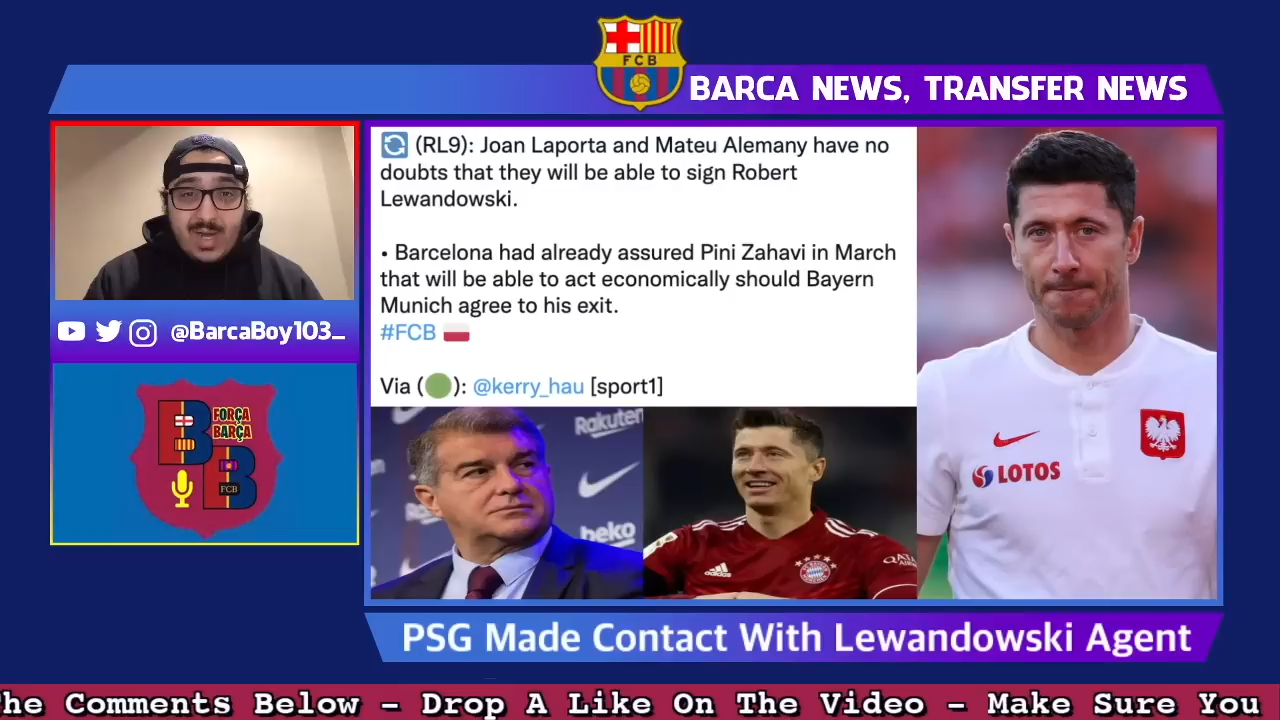 FCB
BARCA NEWS, TRANSFER NEWS
(RL9): Joan Laporta and Mateu Alemany have no
doubts that they will be able to sign Robert
Lewandowski.
• Barcelona had already assured Pini Zahavi in March
that will be able to act economically should Bayern
Munich agree to his exit.
#FCB
Via (🟢): @kerry_hau [sport1]
@BarcaBoy103_
FORÇA
BARÇA
B
B
FCB
Rakuten
beko
adidas
LOTOS
PSG Made Contact With Lewandowski Agent
he Comments Below – Drop A Like On The Video – Make Sure You